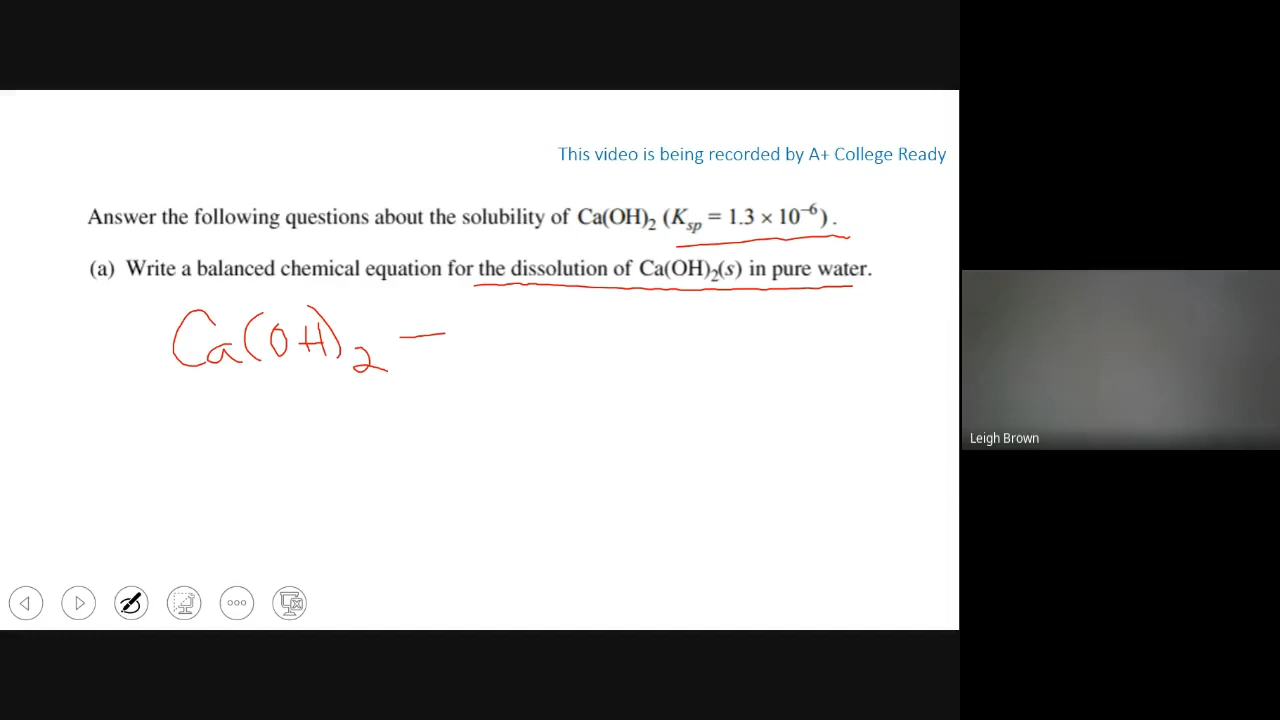 This video is being recorded by A+ College Ready
Answer the following questions about the solubility of Ca(OH)₂ (Kₛₚ = 1.3 × 10⁻⁶).
(a) Write a balanced chemical equation for the dissolution of Ca(OH)₂(s) in pure water.
Ca(OH)₂ —
Leigh Brown